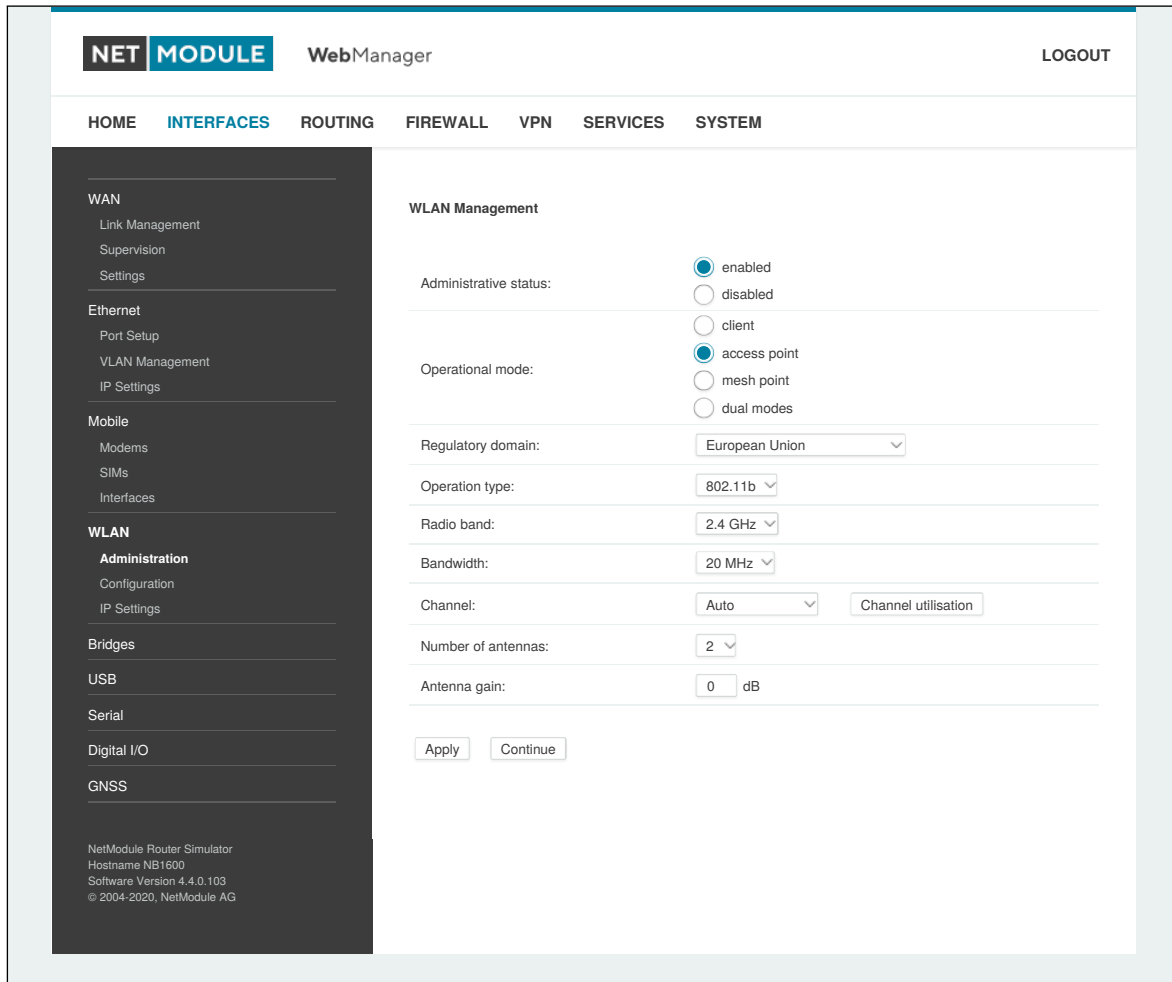 NET MODULE WebManager LOGOUT
HOME INTERFACES ROUTING FIREWALL VPN SERVICES SYSTEM
WAN
Link Management
Supervision
Settings
Ethernet
Port Setup
VLAN Management
IP Settings
Mobile
Modems
SIMs
Interfaces
WLAN
Administration
Configuration
IP Settings
Bridges
USB
Serial
Digital I/O
GNSS
NetModule Router Simulator
Hostname NB1600
Software Version 4.4.0.103
© 2004-2020, NetModule AG
WLAN Management
Administrative status:
enabled
disabled
Operational mode:
client
access point
mesh point
dual modes
Regulatory domain: European Union
Operation type: 802.11b
Radio band: 2.4 GHz
Bandwidth: 20 MHz
Channel: Auto Channel utilisation
Number of antennas: 2
Antenna gain: 0 dB
Apply Continue